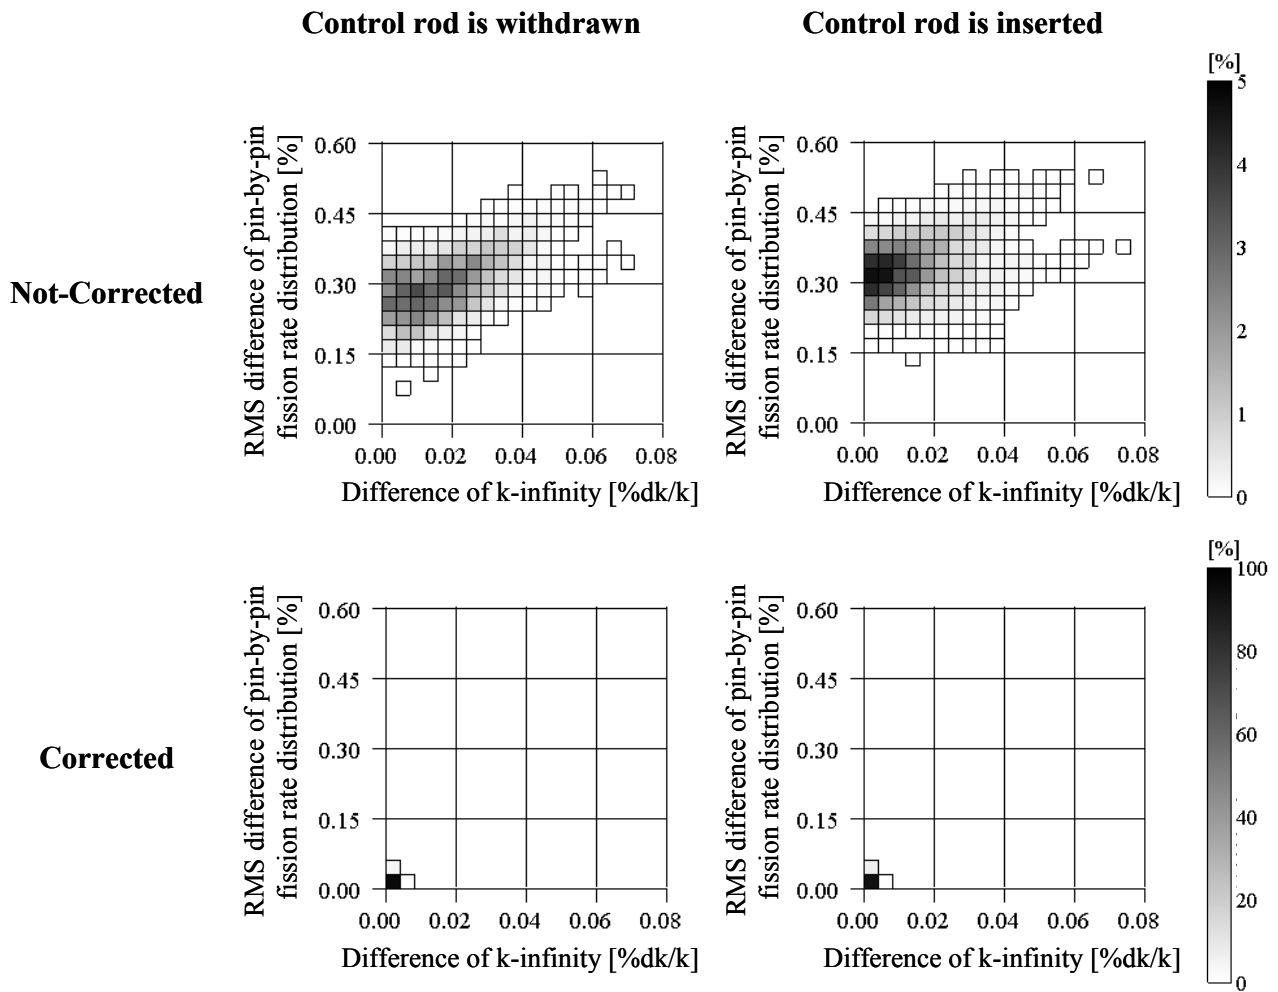 Control rod is withdrawn
Control rod is inserted
Not-Corrected
RMS difference of pin-by-pin
fission rate distribution [%]
0.60
0.45
0.30
0.15
0.00
0.00 0.02 0.04 0.06 0.08
Difference of k-infinity [%dk/k]
RMS difference of pin-by-pin
fission rate distribution [%]
0.60
0.45
0.30
0.15
0.00
0.00 0.02 0.04 0.06 0.08
Difference of k-infinity [%dk/k]
[%]
5
4
3
2
1
0
Corrected
RMS difference of pin-by-pin
fission rate distribution [%]
0.60
0.45
0.30
0.15
0.00
0.00 0.02 0.04 0.06 0.08
Difference of k-infinity [%dk/k]
RMS difference of pin-by-pin
fission rate distribution [%]
0.60
0.45
0.30
0.15
0.00
0.00 0.02 0.04 0.06 0.08
Difference of k-infinity [%dk/k]
[%]
100
80
60
40
20
0